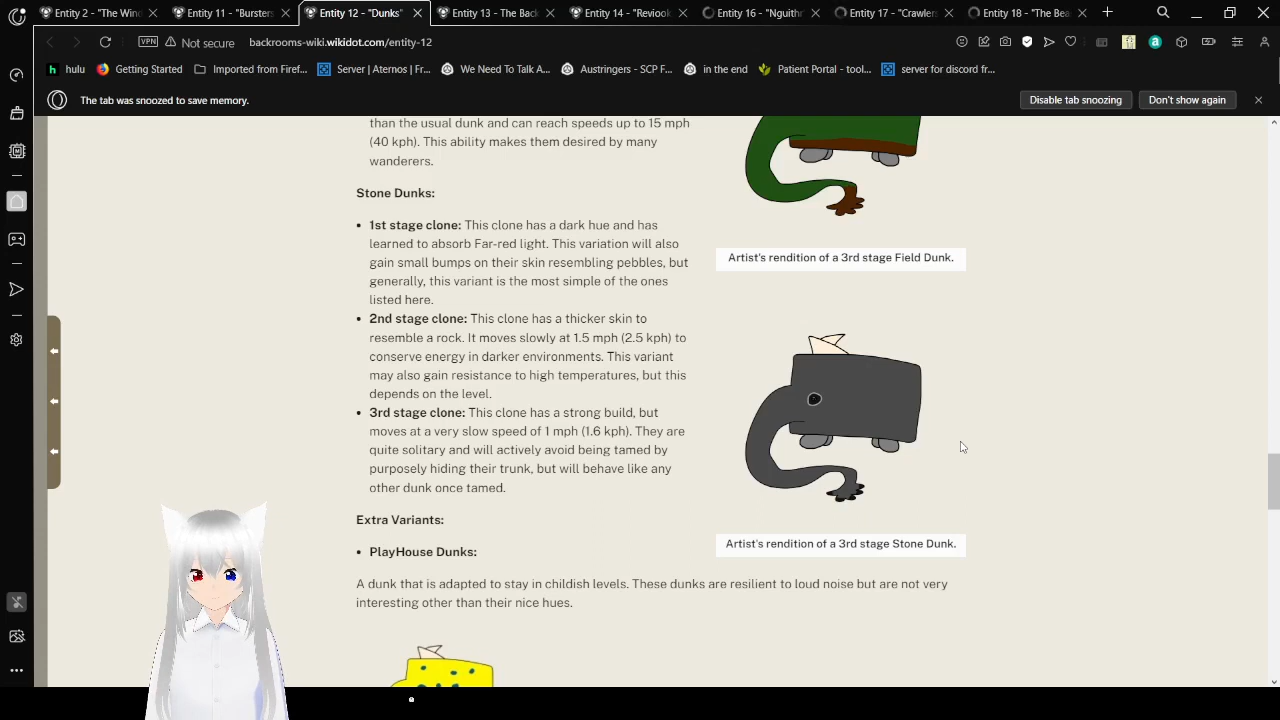 Entity 2 - "The Wind
Entity 11 - "Bursters
Entity 12 - "Dunks"
Entity 13 - The Back
Entity 14 - "Reviook
Entity 16 - "Nguithr
Entity 17 - "Crawlers
Entity 18 - "The Bea
VPN
Not secure
backrooms-wiki.wikidot.com/entity-12
hulu
Getting Started
Imported from Firef...
Server | Aternos | Fr...
We Need To Talk A...
Austringers - SCP F...
in the end
Patient Portal - tool...
server for discord fr...
The tab was snoozed to save memory.
Disable tab snoozing
Don't show again
than the usual dunk and can reach speeds up to 15 mph
(40 kph). This ability makes them desired by many
wanderers.
Stone Dunks:
• 1st stage clone: This clone has a dark hue and has
learned to absorb Far-red light. This variation will also
gain small bumps on their skin resembling pebbles, but
generally, this variant is the most simple of the ones
listed here.
• 2nd stage clone: This clone has a thicker skin to
resemble a rock. It moves slowly at 1.5 mph (2.5 kph) to
conserve energy in darker environments. This variant
may also gain resistance to high temperatures, but this
depends on the level.
• 3rd stage clone: This clone has a strong build, but
moves at a very slow speed of 1 mph (1.6 kph). They are
quite solitary and will actively avoid being tamed by
purposely hiding their trunk, but will behave like any
other dunk once tamed.
Artist's rendition of a 3rd stage Field Dunk.
Artist's rendition of a 3rd stage Stone Dunk.
Extra Variants:
• PlayHouse Dunks:
A dunk that is adapted to stay in childish levels. These dunks are resilient to loud noise but are not very
interesting other than their nice hues.